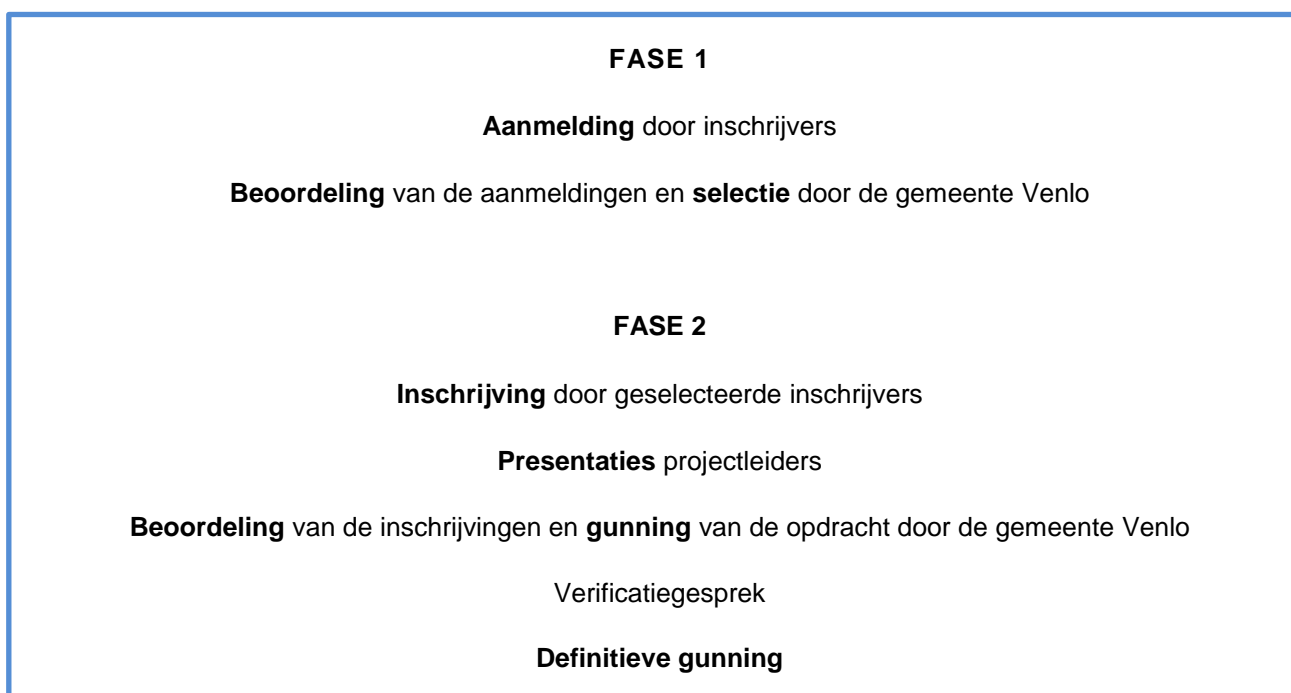 FASE 1
Aanmelding door inschrijvers
Beoordeling van de aanmeldingen en selectie door de gemeente Venlo
FASE 2
Inschrijving door geselecteerde inschrijvers
Presentaties projectleiders
Beoordeling van de inschrijvingen en gunning van de opdracht door de gemeente Venlo
Verificatiegesprek
Definitieve gunning